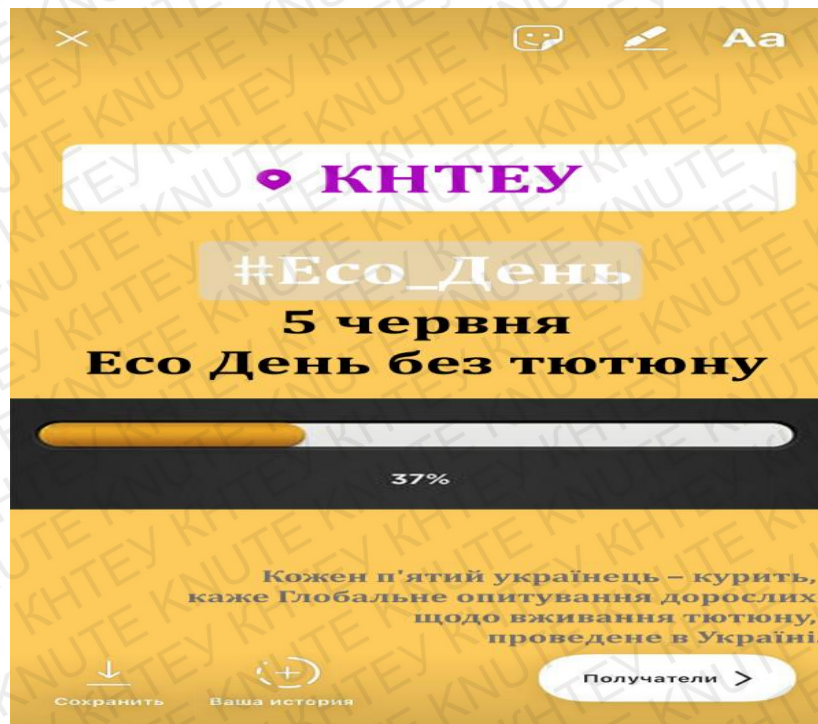 Aa
КНТЕУ
#Eco_День
5 червня
Eco День без тютюну
37%
Кожен п'ятий українець – курить,
каже Глобальне опитування дорослих
щодо вживання тютюну,
проведене в Україні.
Сохранить
Ваша история
Получатели >